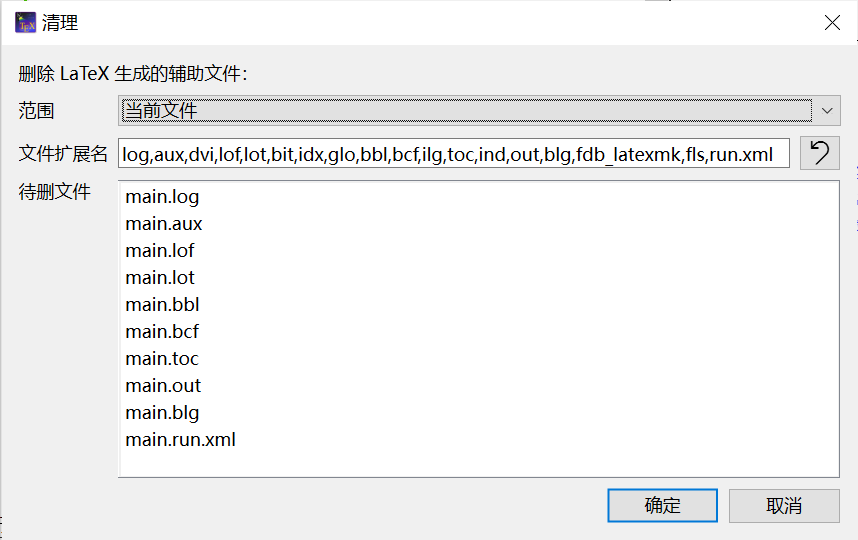 清理
删除 LaTeX 生成的辅助文件:
范围
当前文件
文件扩展名
log,aux,dvi,lof,lot,bit,idx,glo,bbl,bcf,ilg,toc,ind,out,blg,fdb_latexmk,fls,run.xml
待删文件
main.log
main.aux
main.lof
main.lot
main.bbl
main.bcf
main.toc
main.out
main.blg
main.run.xml
确定
取消